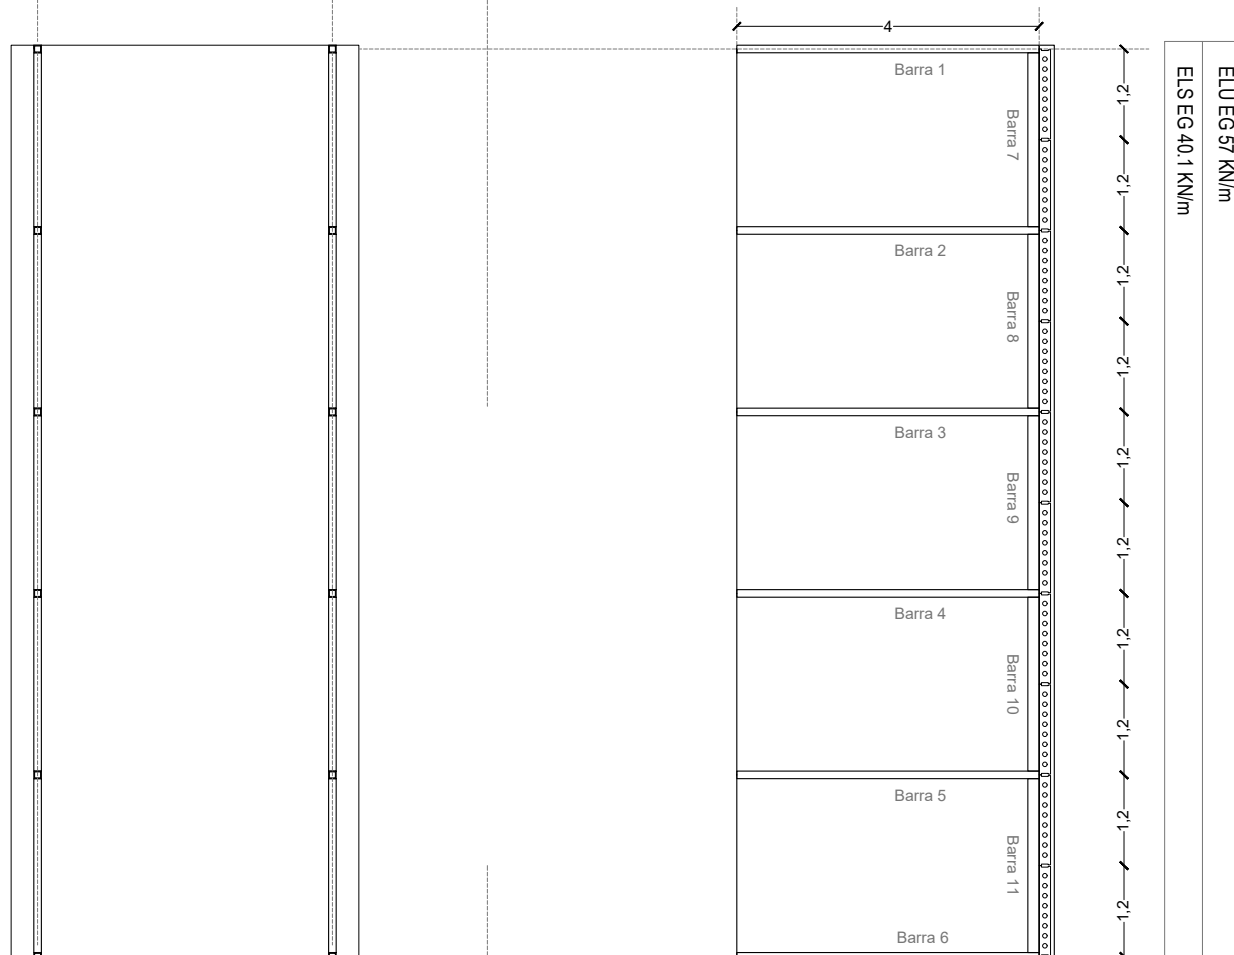 4
Barra 1
Barra 7
1,2
1,2
Barra 2
Barra 8
1,2
1,2
Barra 3
Barra 9
1,2
1,2
Barra 4
Barra 10
1,2
1,2
Barra 5
Barra 11
1,2
1,2
Barra 6
ELS EG 40.1 KN/m
ELU EG 57 KN/m